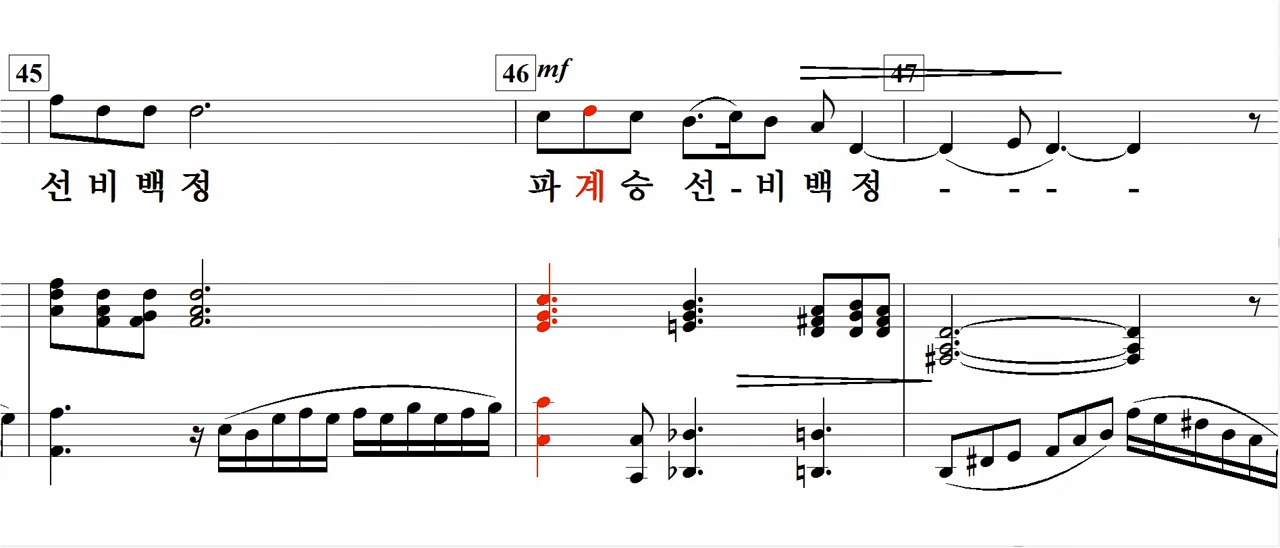 45 46 mf 47
선 비 백 정 파 계 승 선 - 비 백 정 - - - -